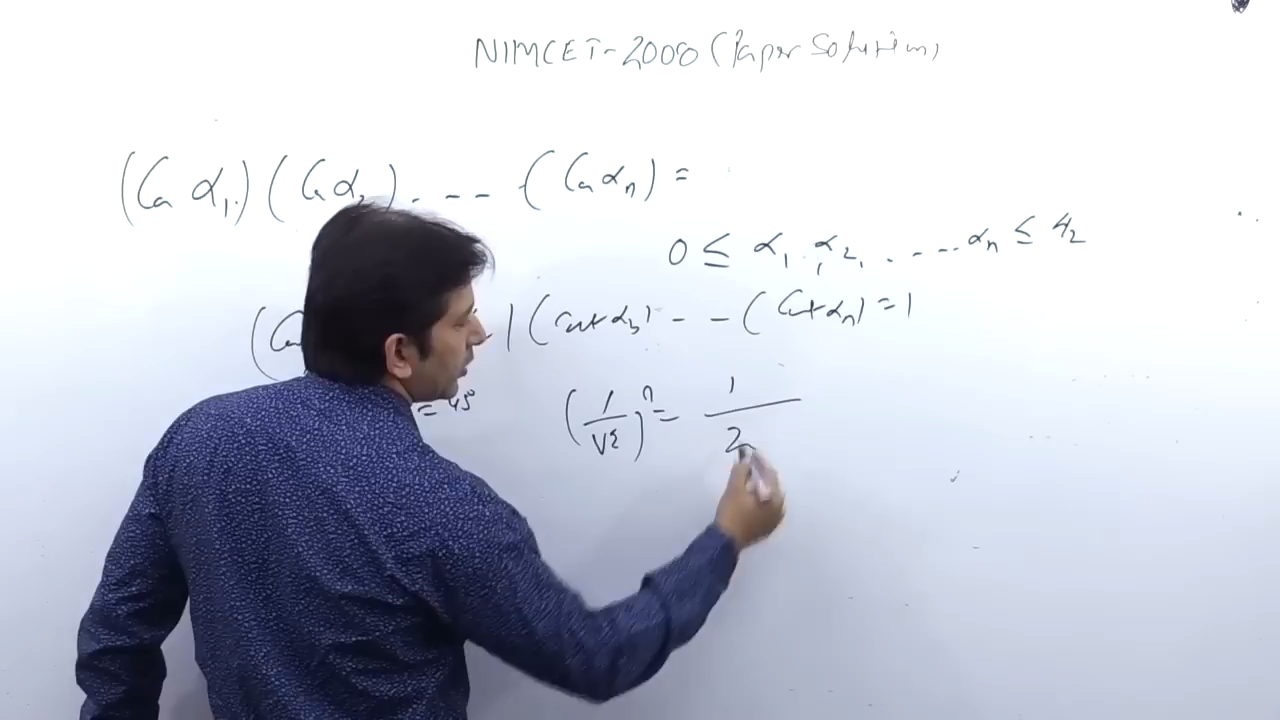 NIMCET-2008 (Paper Solution)
(Cos α₁) (Cos α₂) . - - - (Cos αₙ) =
0 ≤ α₁, α₂, . - - - αₙ ≤ π/2
| (Cot α₃) - - - (Cot αₙ) = 1
= 45°
(1/√2)ⁿ = 1/2